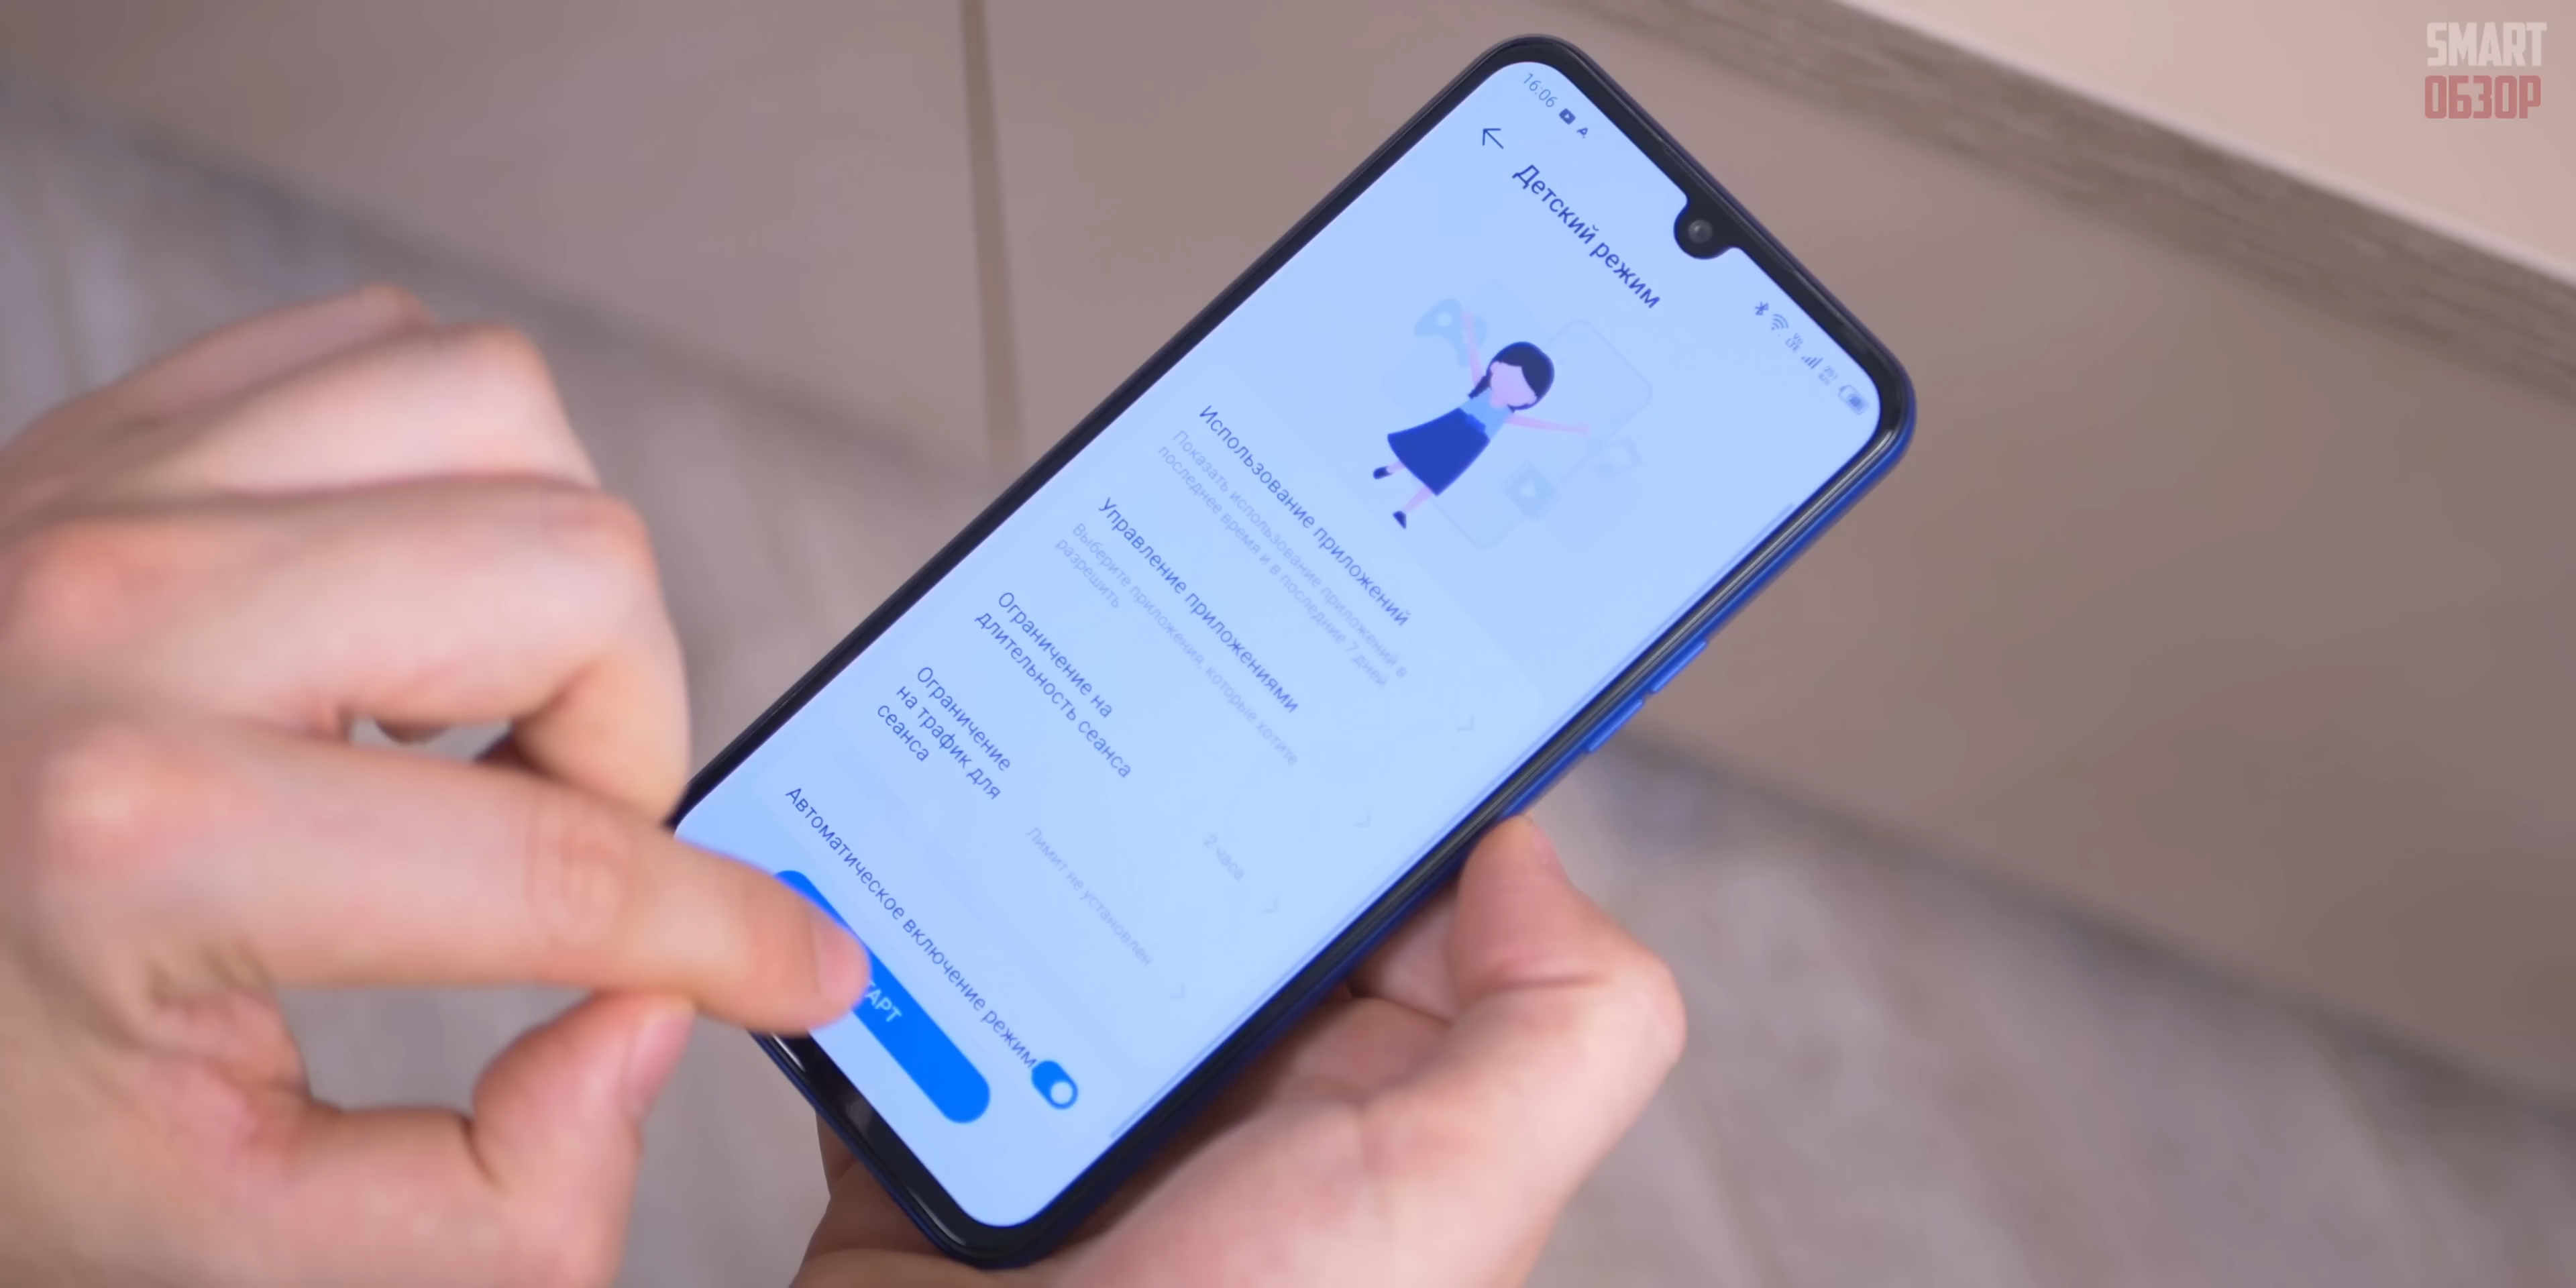 SMART
ОБЗОР
16:06
Детский режим
Использование приложений
Показать использование приложений в
последнее время и в последние 7 дней
Управление приложениями
Выберите приложения, которые хотите
разрешить
Ограничение на
длительность сеанса
2 часа
Ограничение
на трафик для
сеанса
Лимит не установлен
Автоматическое включение режим
ТАРТ